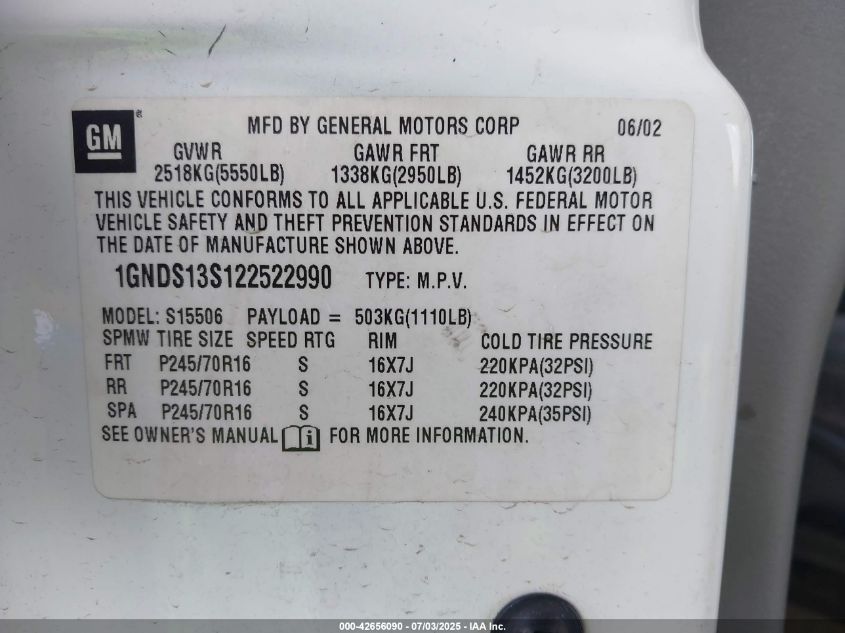 GM®
MFD BY GENERAL MOTORS CORP 06/02
GVWR GAWR FRT GAWR RR
2518KG(5550LB) 1338KG(2950LB) 1452KG(3200LB)
THIS VEHICLE CONFORMS TO ALL APPLICABLE U.S. FEDERAL MOTOR
VEHICLE SAFETY AND THEFT PREVENTION STANDARDS IN EFFECT ON
THE DATE OF MANUFACTURE SHOWN ABOVE.
1GNDS13S122522990 TYPE: M.P.V.
MODEL: S15506 PAYLOAD = 503KG(1110LB)
SPMW TIRE SIZE SPEED RTG RIM COLD TIRE PRESSURE
FRT P245/70R16 S 16X7J 220KPA(32PSI)
RR P245/70R16 S 16X7J 220KPA(32PSI)
SPA P245/70R16 S 16X7J 240KPA(35PSI)
SEE OWNER'S MANUAL i FOR MORE INFORMATION.
000-42656090 - 07/03/2025 - IAA Inc.